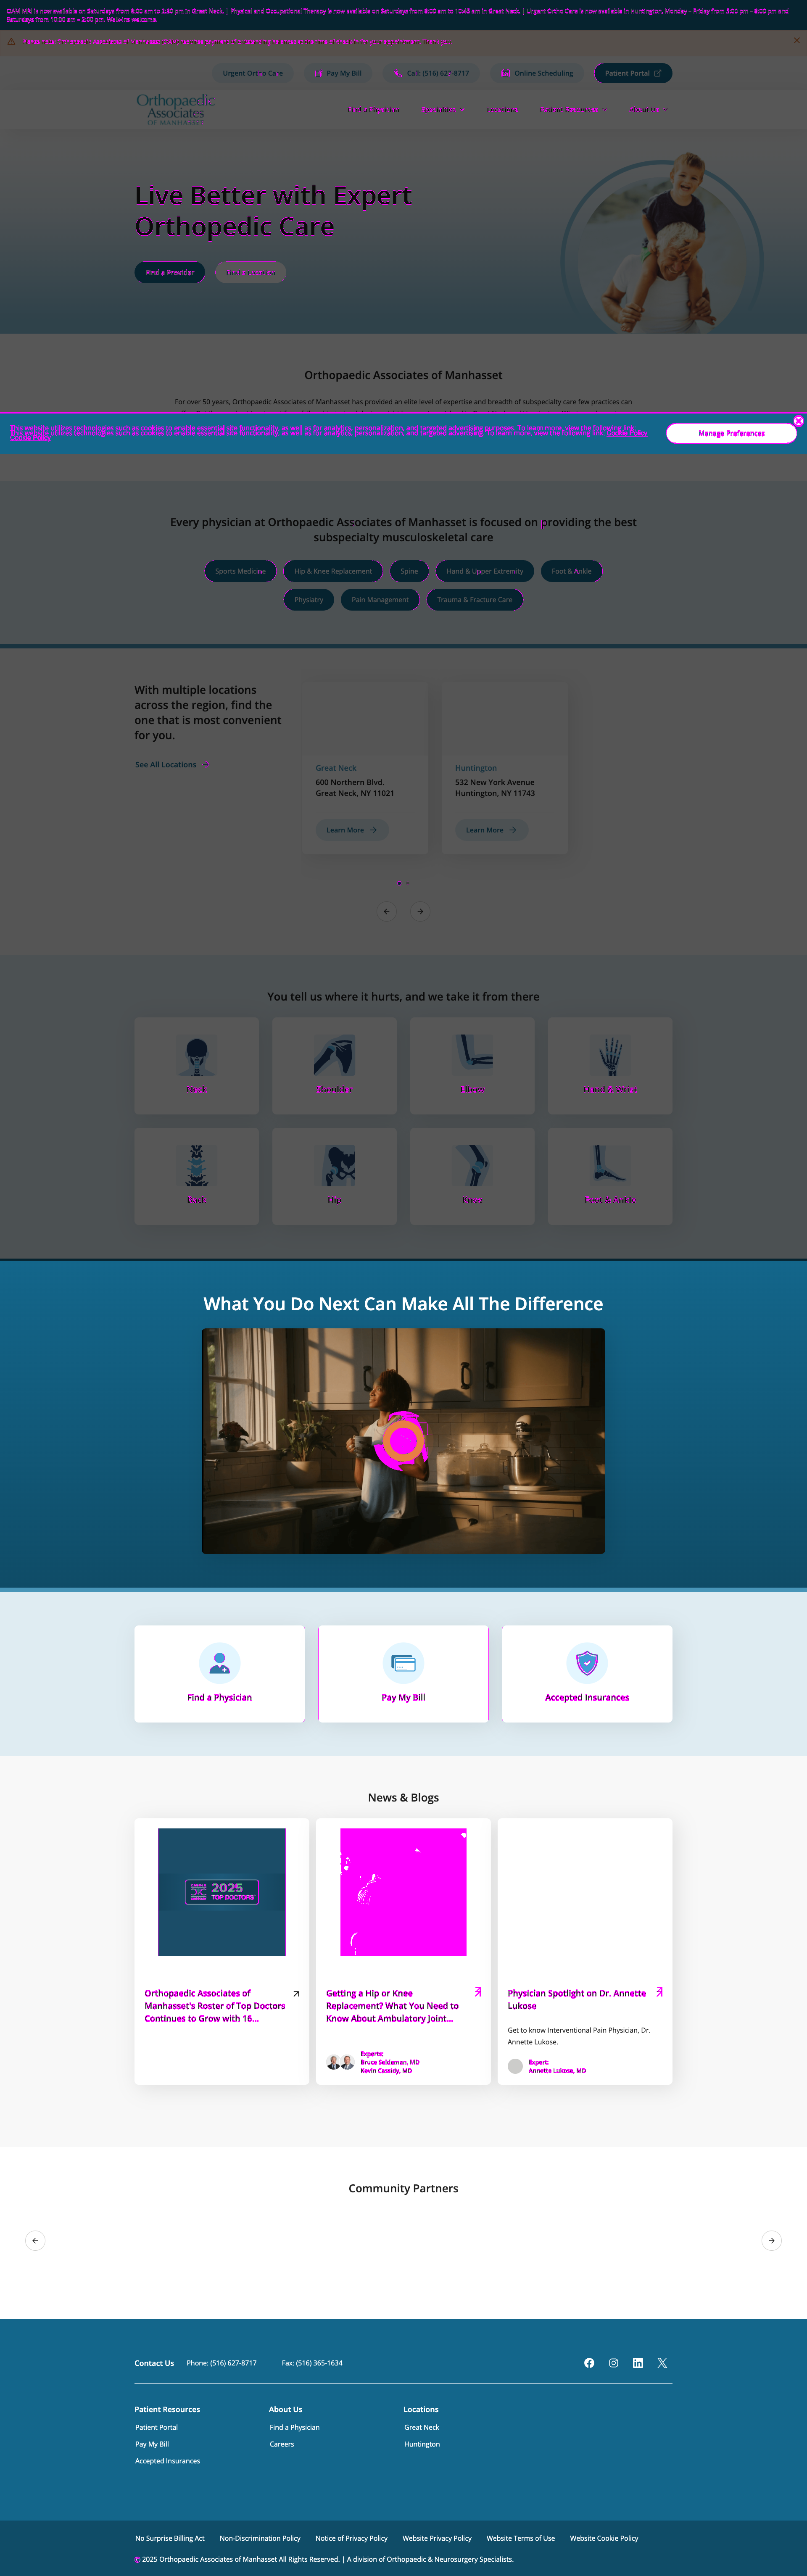 OAM MRI is now available on Saturdays from 8:00 am to 2:30 pm in Great Neck. | Physical and Occupational Therapy is now available on Saturdays from 8:00 am to 10:45 am in Great Neck. | Urgent Ortho Care is now available in Huntington, Monday – Friday from 5:00 pm – 8:00 pm and
Saturdays from 10:00 am – 2:00 pm. Walk-ins welcome.
Urgent Ortho Care
Pay My Bill
Call (516) 627-8717
Online Scheduling
Patient Portal
Orthopaedic
Associates
OF MANHASSET
Find a Physician
Specialties
Locations
Patient Resources
About Us
Live Better with Expert
Orthopedic Care
Find a Provider
Find a Location
Orthopaedic Associates of Manhasset
For over 50 years, Orthopaedic Associates of Manhasset has provided an elite level of expertise and breadth of subspecialty care few practices can
This website utilizes technologies such as cookies to enable essential site functionality, as well as for analytics, personalization, and targeted advertising purposes. To learn more, view the following link:
Cookie Policy
Manage Preferences
Every physician at Orthopaedic Associates of Manhasset is focused on providing the best
subspecialty musculoskeletal care
Sports Medicine
Hip & Knee Replacement
Spine
Hand & Upper Extremity
Foot & Ankle
Physiatry
Pain Management
Trauma & Fracture Care
With multiple locations
across the region, find the
one that is most convenient
for you.
See All Locations
Great Neck
600 Northern Blvd.
Great Neck, NY 11021
Learn More
Huntington
532 New York Avenue
Huntington, NY 11743
Learn More
You tell us where it hurts, and we take it from there
Neck
Shoulder
Elbow
Hand & Wrist
Back
Hip
Knee
Foot & Ankle
What You Do Next Can Make All The Difference
Find a Physician
Pay My Bill
Accepted Insurances
News & Blogs
2025
TOP DOCTORS
Orthopaedic Associates of
Manhasset's Roster of Top Doctors
Continues to Grow with 16...
Getting a Hip or Knee
Replacement? What You Need to
Know About Ambulatory Joint...
Experts:
Bruce Seideman, MD
Kevin Cassidy, MD
Physician Spotlight on Dr. Annette
Lukose
Get to know Interventional Pain Physician, Dr.
Annette Lukose.
Expert:
Annette Lukose, MD
Community Partners
Contact Us
Phone: (516) 627-8717
Fax: (516) 365-1634
Patient Resources
Patient Portal
Pay My Bill
Accepted Insurances
About Us
Find a Physician
Careers
Locations
Great Neck
Huntington
No Surprise Billing Act
Non-Discrimination Policy
Notice of Privacy Policy
Website Privacy Policy
Website Terms of Use
Website Cookie Policy
© 2025 Orthopaedic Associates of Manhasset All Rights Reserved. | A division of Orthopaedic & Neurosurgery Specialists.